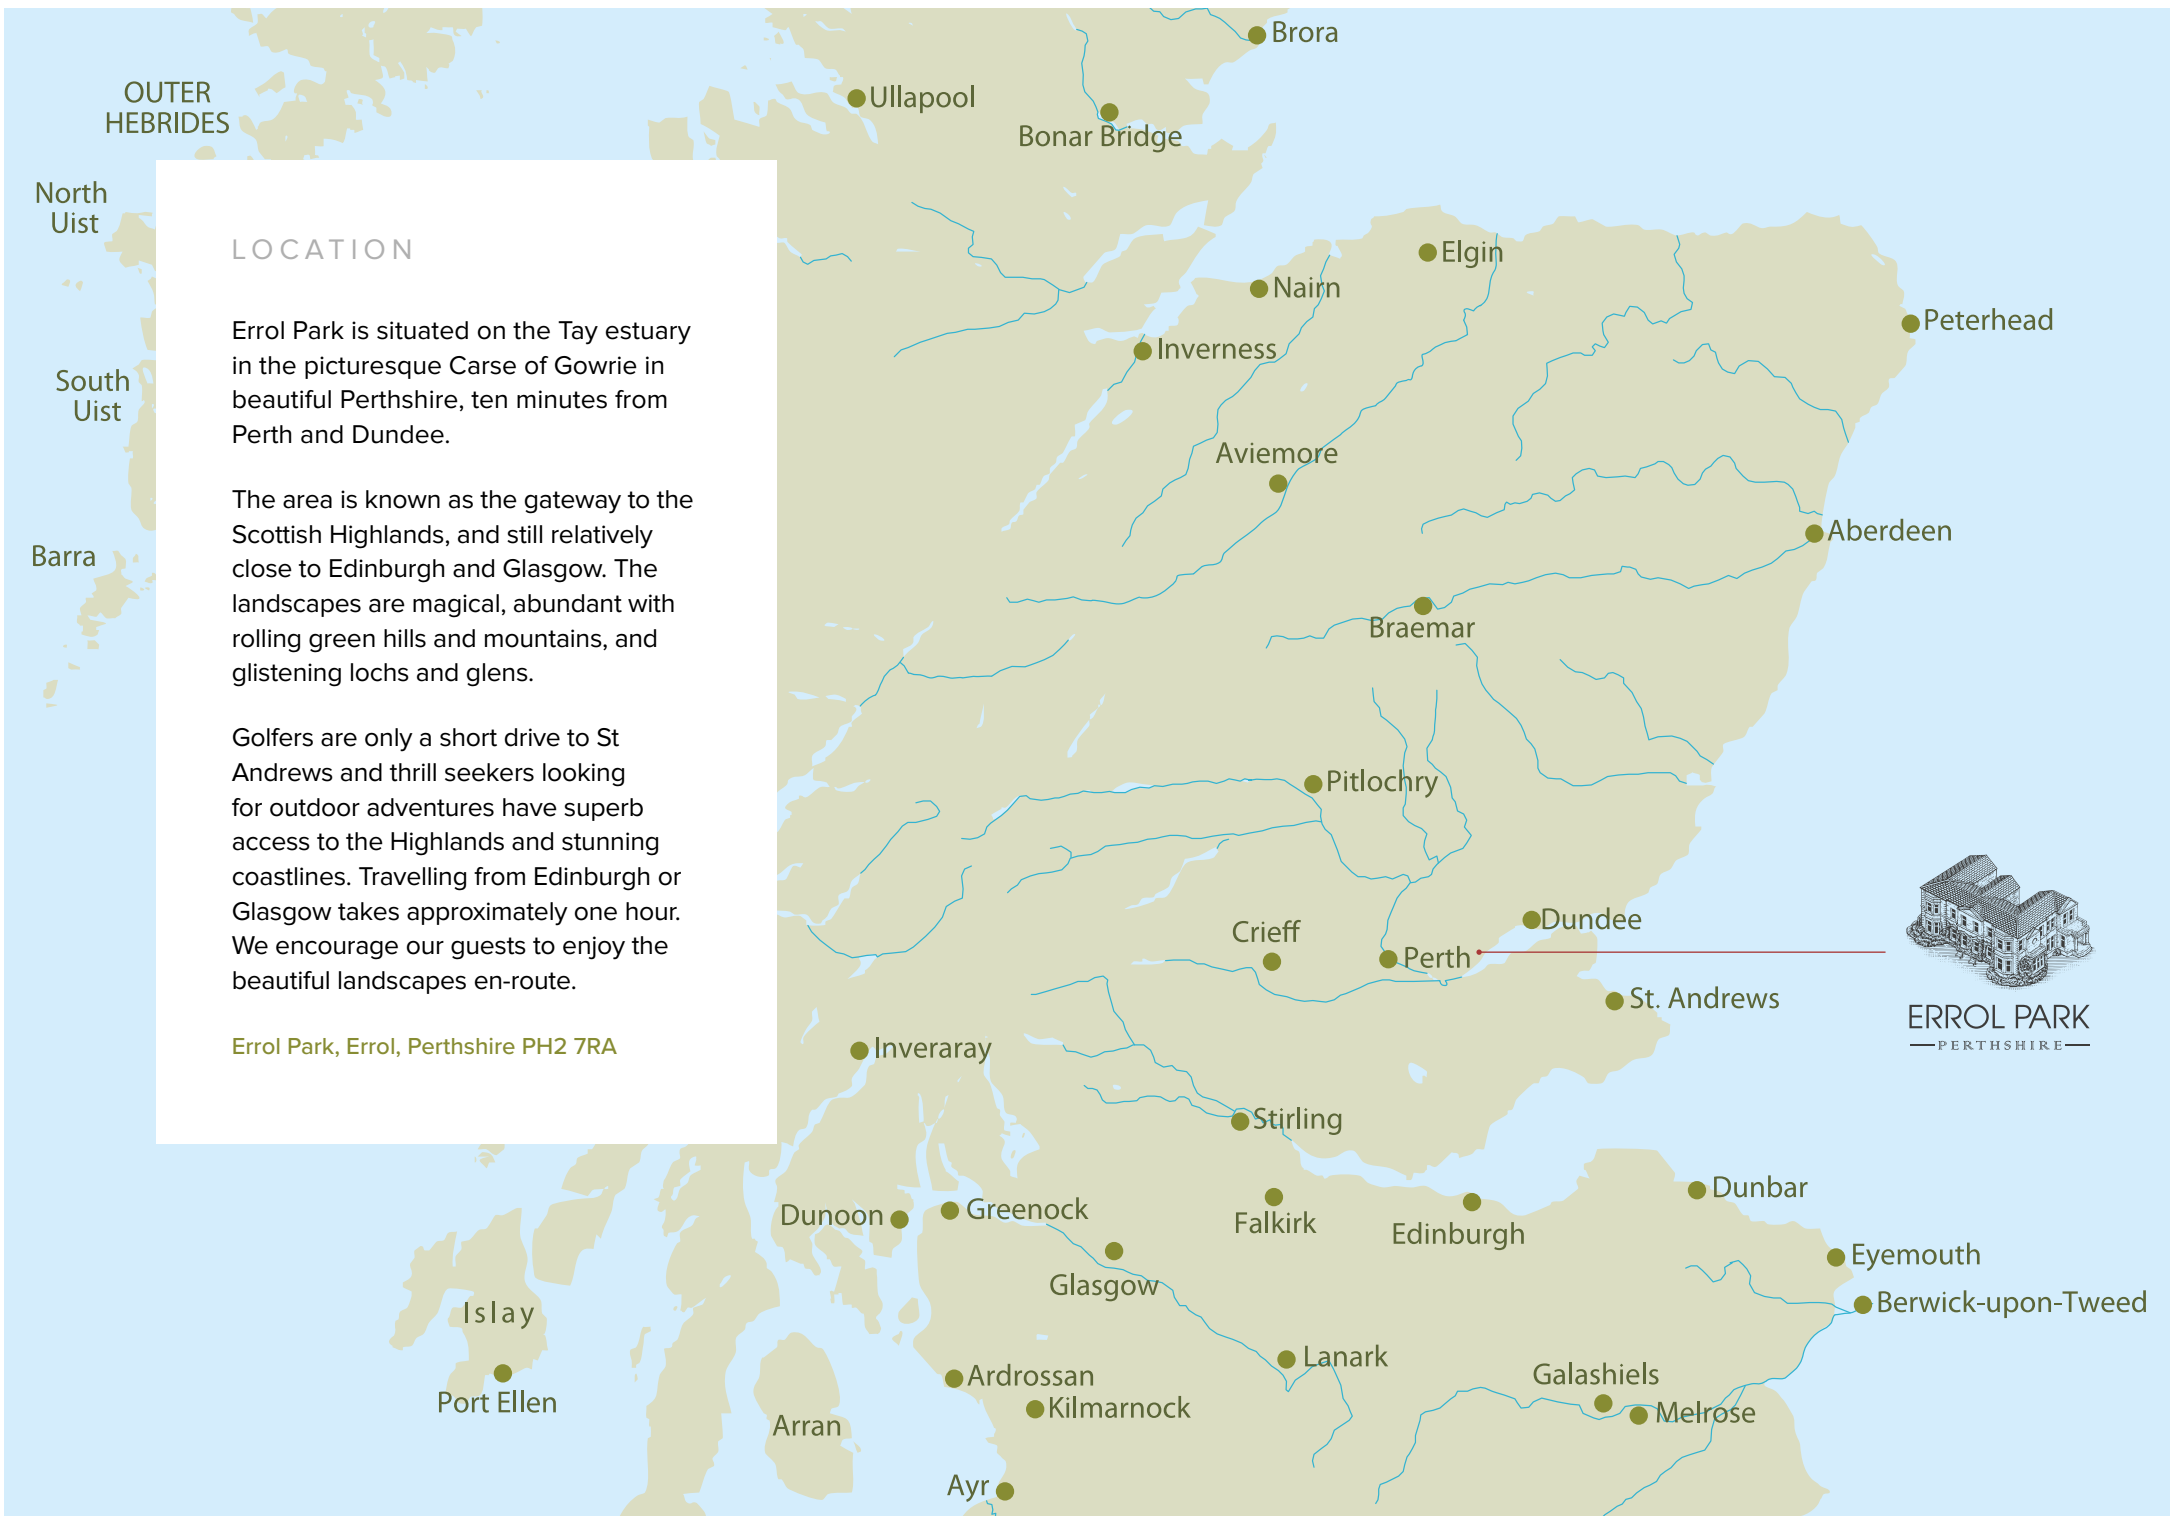 Brora
OUTER
HEBRIDES
Ullapool
Bonar Bridge
North
Uist
LOCATION
Elgin
Nairn
Errol Park is situated on the Tay estuary
in the picturesque Carse of Gowrie in
beautiful Perthshire, ten minutes from
Perth and Dundee.
Peterhead
Inverness
South
Uist
Aviemore
The area is known as the gateway to the
Scottish Highlands, and still relatively
close to Edinburgh and Glasgow. The
landscapes are magical, abundant with
rolling green hills and mountains, and
glistening lochs and glens.
Aberdeen
Barra
Braemar
Golfers are only a short drive to St
Andrews and thrill seekers looking
for outdoor adventures have superb
access to the Highlands and stunning
coastlines. Travelling from Edinburgh or
Glasgow takes approximately one hour.
We encourage our guests to enjoy the
beautiful landscapes en-route.
Pitlochry
Dundee
Crieff
Perth
St. Andrews
ERROL PARK
PERTHSHIRE
Errol Park, Errol, Perthshire PH2 7RA
Inveraray
Stirling
Dunbar
Dunoon
Greenock
Falkirk
Edinburgh
Eyemouth
Glasgow
Berwick-upon-Tweed
Islay
Lanark
Ardrossan
Galashiels
Port Ellen
Kilmarnock
Melrose
Arran
Ayr